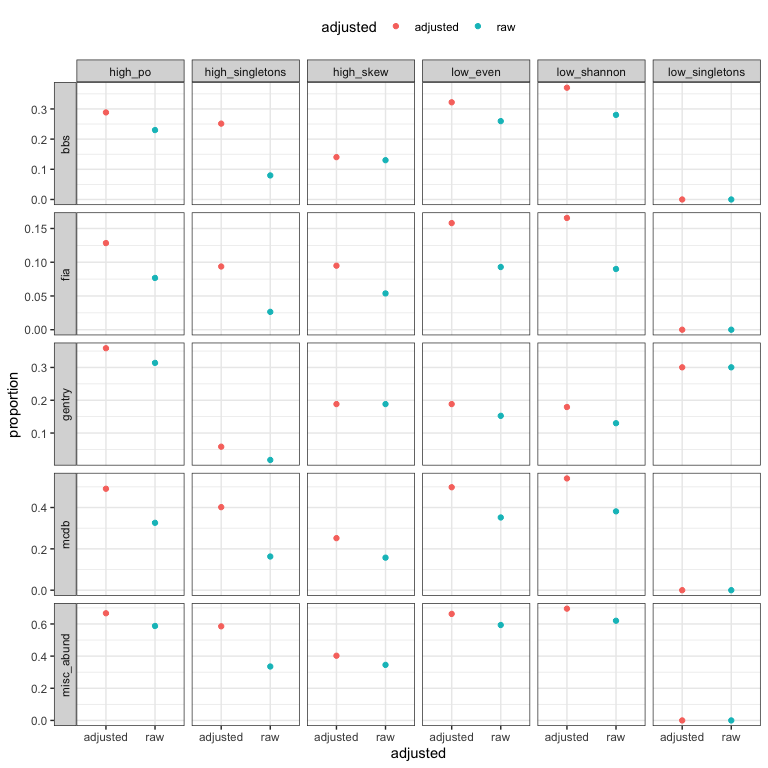 adjusted adjusted raw
high_po high_singletons high_skew low_even low_shannon low_singletons
0.3
0.2
0.1
0.0
bbs
0.15
0.10
0.05
0.00
fia
0.3
0.2
0.1
gentry
0.4
0.2
0.0
mcdb
0.6
0.4
0.2
0.0
misc_abund
proportion
adjusted raw adjusted raw adjusted raw adjusted raw adjusted raw adjusted raw
adjusted